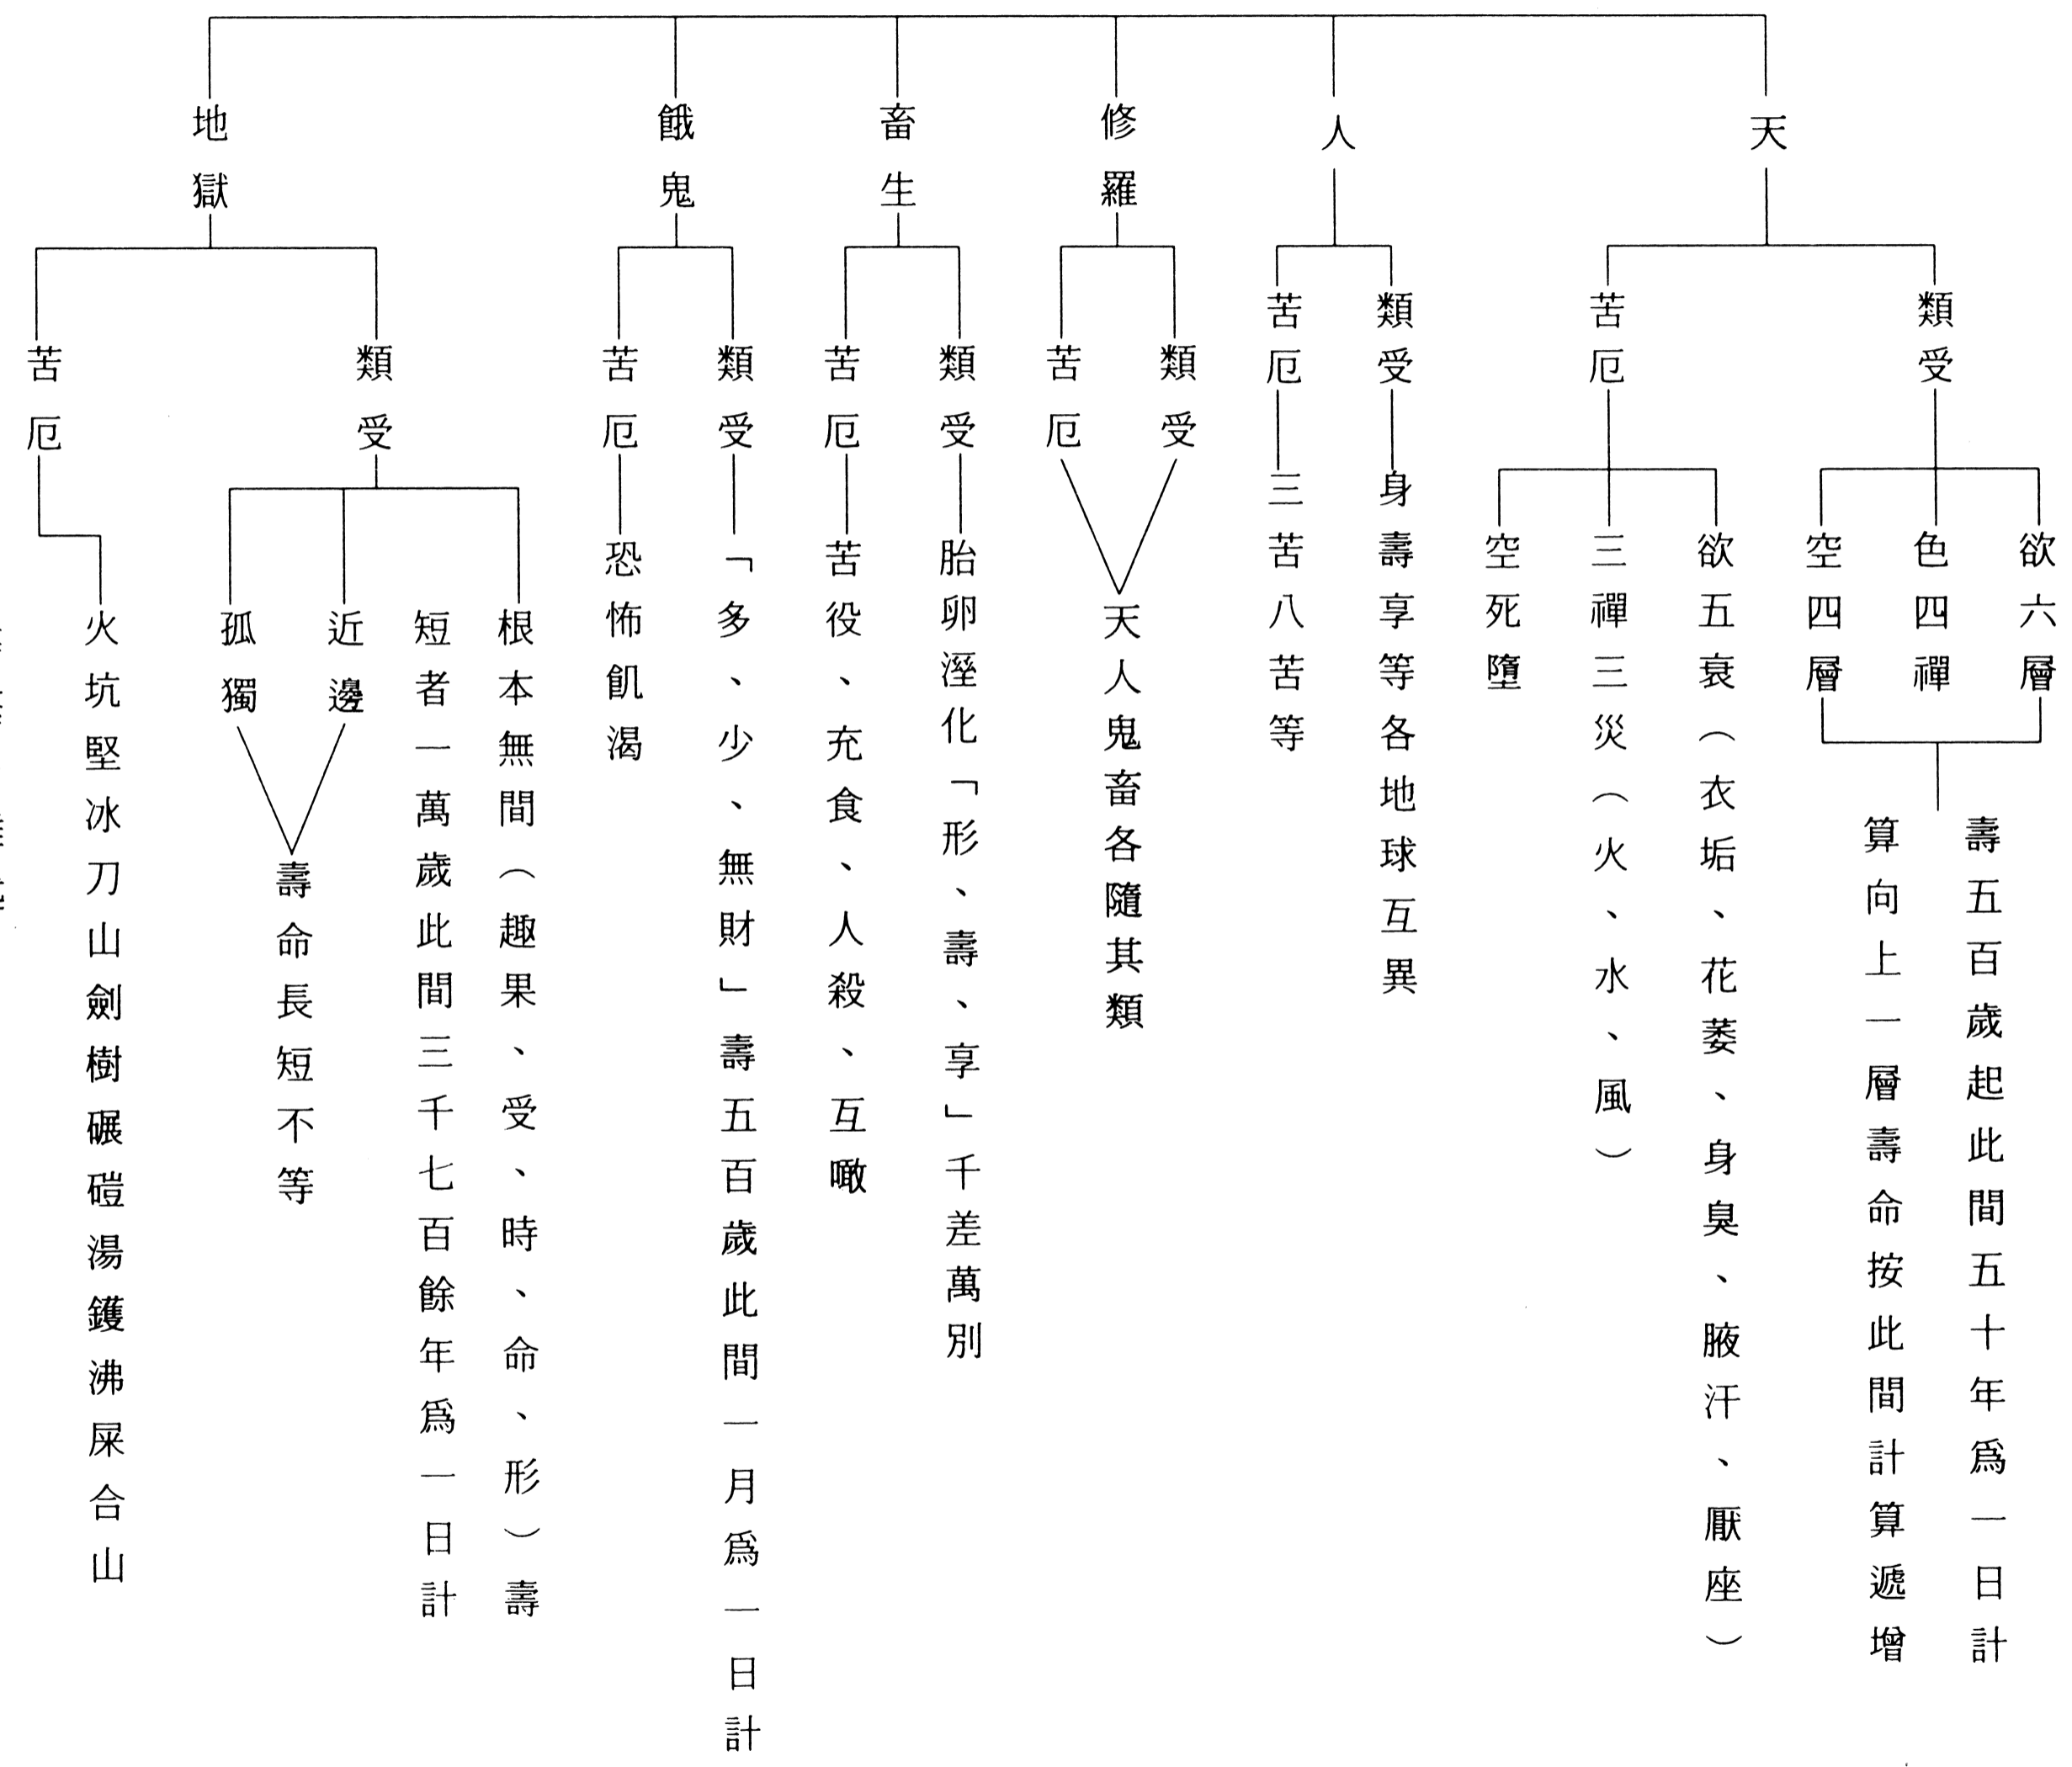 天
類受
欲六層
色四禪
空四層
壽五百歲起此間五十年爲一日計
算向上一層壽命按此間計算遞增
苦厄
欲五衰（衣垢、花萎、身臭、腋汗、厭座）
三禪三災（火、水、風）
空死墮
人
類受
身壽享等各地球互異
苦厄
三苦八苦等
修羅
類受
苦厄
天人鬼畜各隨其類
畜生
類受
胎卵溼化「形、壽、享」千差萬別
苦厄
苦役、充食、人殺、互噉
餓鬼
類受
「多、少、無財」壽五百歲此間一月爲一日計
苦厄
恐怖飢渴
地獄
類受
根本無間（趣果、受、時、命、形）壽
短者一萬歲此間三千七百餘年爲一日計
近邊
孤獨
壽命長短不等
苦厄
火坑堅冰刀山劍樹碾磑湯鑊沸屎合山